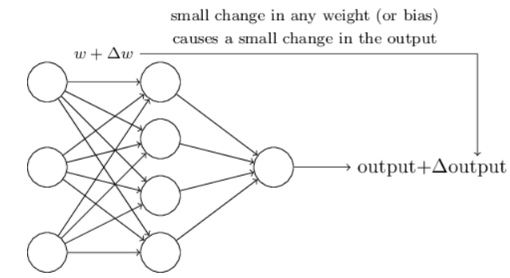 small change in any weight (or bias)
causes a small change in the output
w + Δw
output+Δoutput